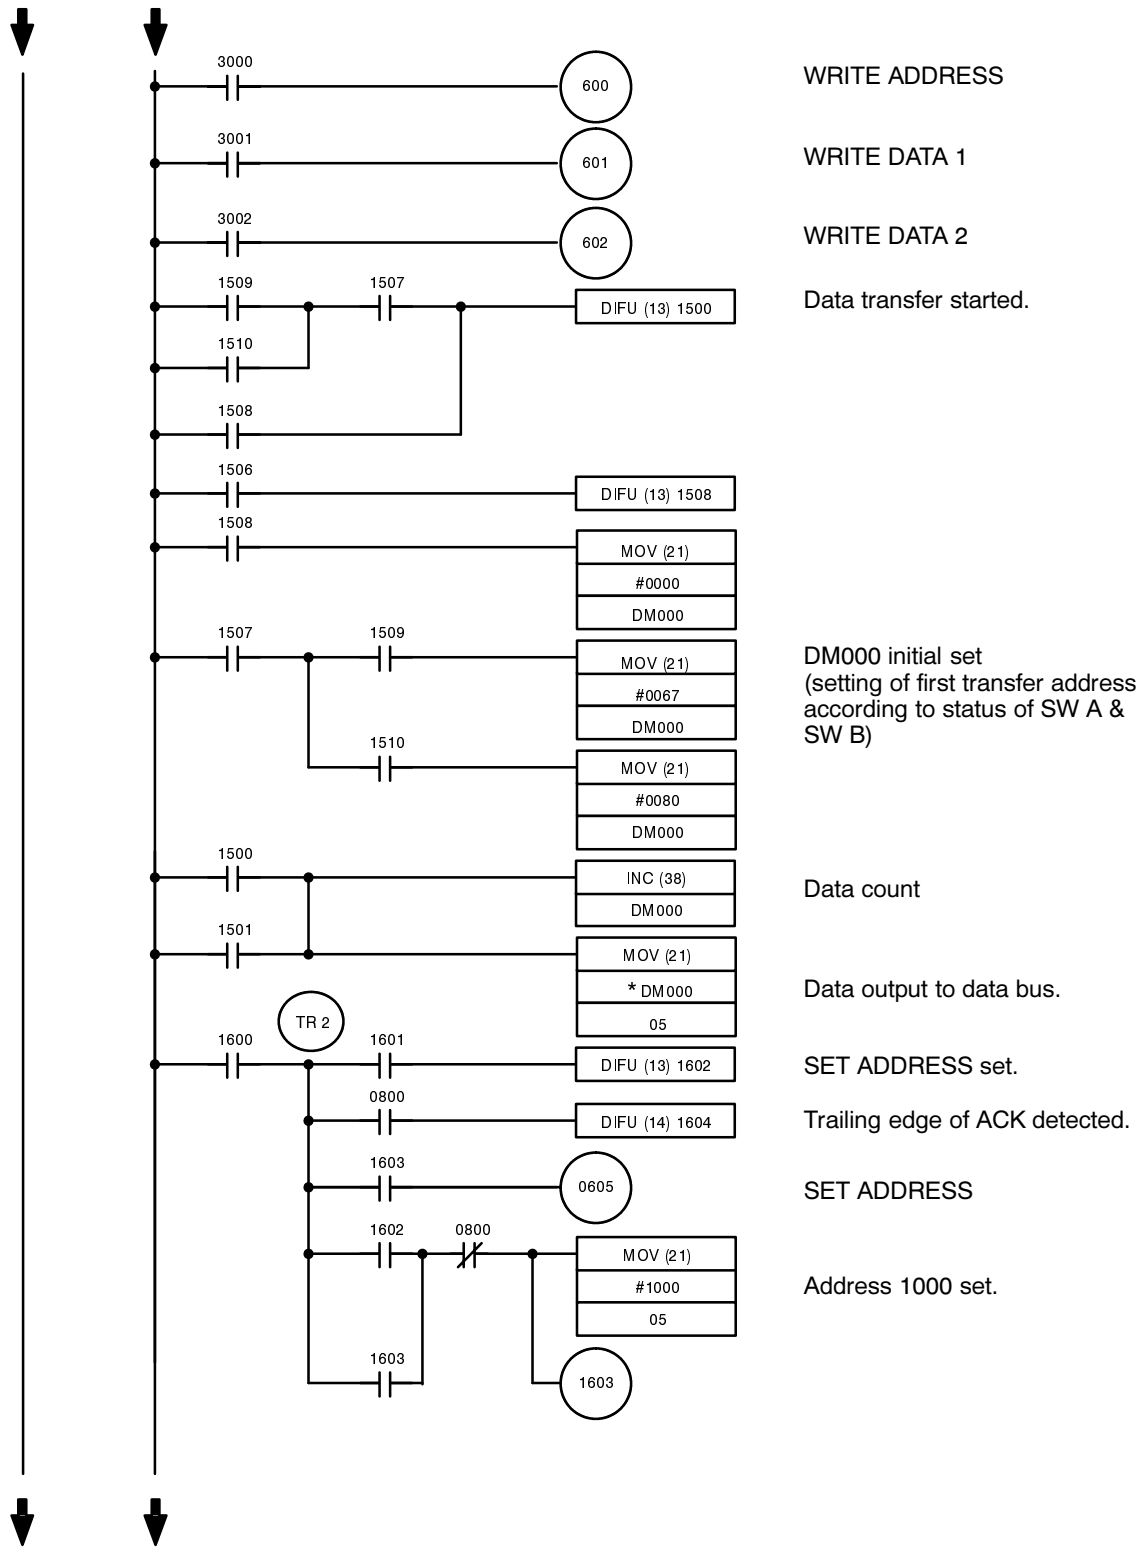 3000
600
WRITE ADDRESS
3001
601
WRITE DATA 1
3002
602
WRITE DATA 2
1509
1507
DIFU (13) 1500
Data transfer started.
1510
1508
1506
DIFU (13) 1508
1508
MOV (21)
#0000
DM000
1507
1509
MOV (21)
#0067
DM000
DM000 initial set
(setting of first transfer address
according to status of SW A &
SW B)
1510
MOV (21)
#0080
DM000
1500
INC (38)
DM000
Data count
1501
MOV (21)
* DM000
05
Data output to data bus.
TR 2
1600
1601
DIFU (13) 1602
SET ADDRESS set.
0800
DIFU (14) 1604
Trailing edge of ACK detected.
1603
0605
SET ADDRESS
1602
0800
MOV (21)
#1000
05
Address 1000 set.
1603
1603